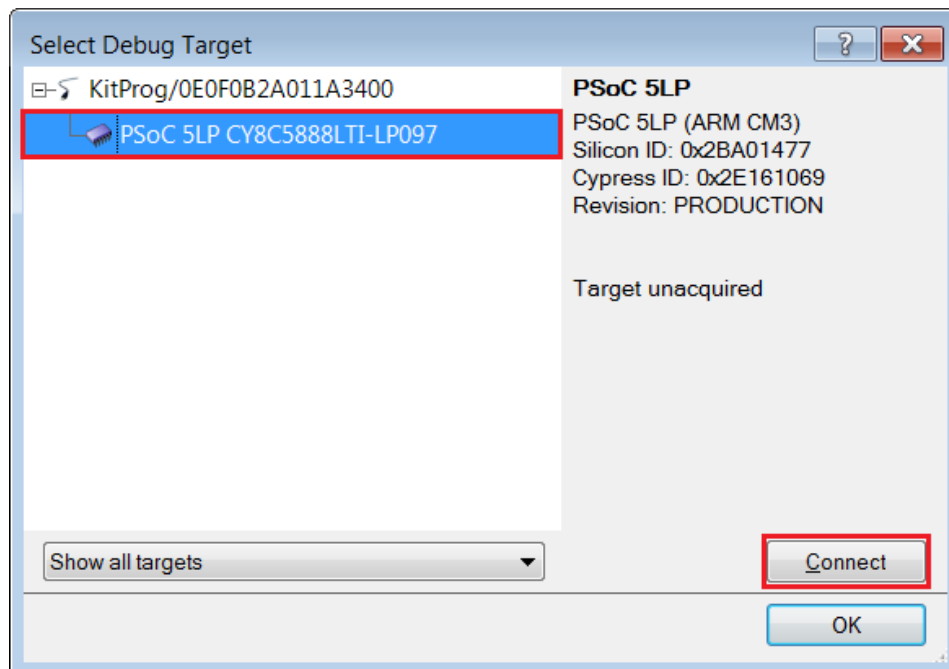 Select Debug Target
KitProg/0E0F0B2A011A3400
PSoC 5LP CY8C5888LTI-LP097
PSoC 5LP
PSoC 5LP (ARM CM3)
Silicon ID: 0x2BA01477
Cypress ID: 0x2E161069
Revision: PRODUCTION
Target unacquired
Show all targets
Connect
OK